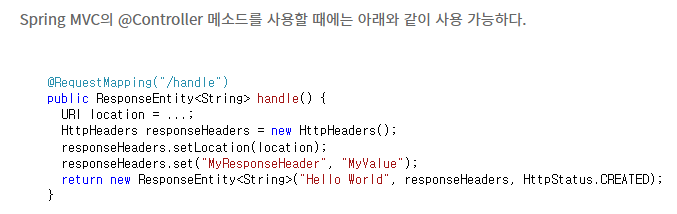 Spring MVC의 @Controller 메소드를 사용할 때에는 아래와 같이 사용 가능하다.
@RequestMapping("/handle")
public ResponseEntity<String> handle() {
  URI location = ...;
  HttpHeaders responseHeaders = new HttpHeaders();
  responseHeaders.setLocation(location);
  responseHeaders.set("MyResponseHeader", "MyValue");
  return new ResponseEntity<String>("Hello World", responseHeaders, HttpStatus.CREATED);
}